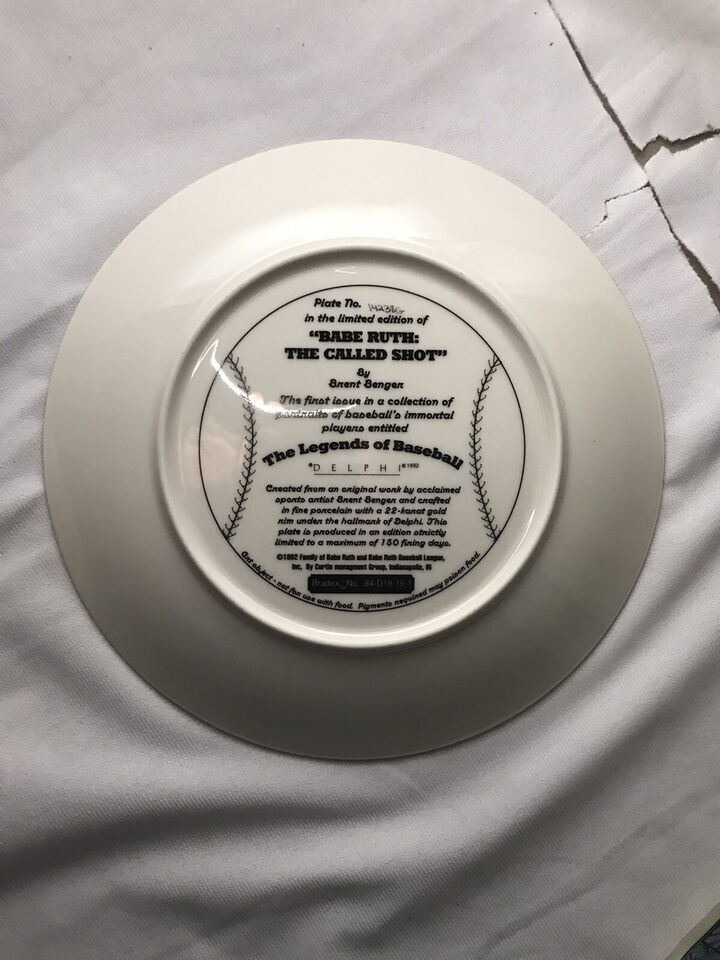 Plate No. 14238G
in the limited edition of
“BABE RUTH:
THE CALLED SHOT”
By
Brent Benger
The first issue in a collection of
portraits of baseball's immortal
players entitled
The Legends of Baseball
DELPHI ©1992
Created from an original work by acclaimed
sports artist Brent Benger and crafted
in fine porcelain with a 22-karat gold
rim under the hallmark of Delphi. This
plate is produced in an edition strictly
limited to a maximum of 150 firing days.
©1992 Family of Babe Ruth and Babe Ruth Baseball League,
Inc, By Curtis managment Group, Indianapolis, IN
Bradex No. 84-D19-19.1
Art object - not for use with food. Pigments required may poison food.